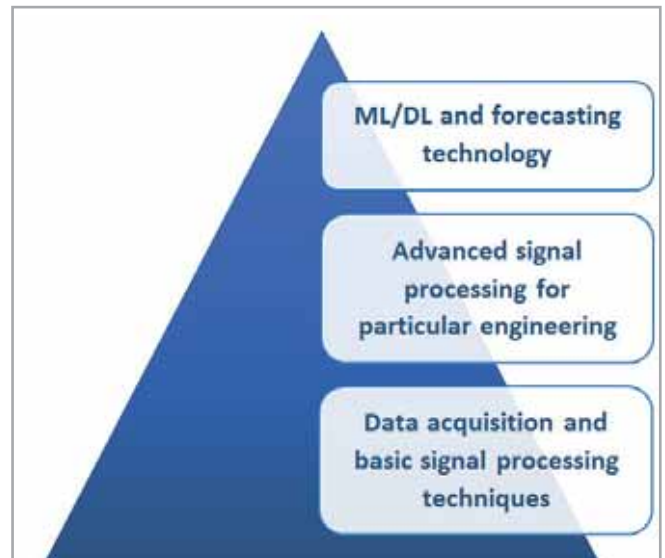 ML/DL and forecasting
technology
Advanced signal
processing for
particular engineering
Data acquisition and
basic signal processing
techniques